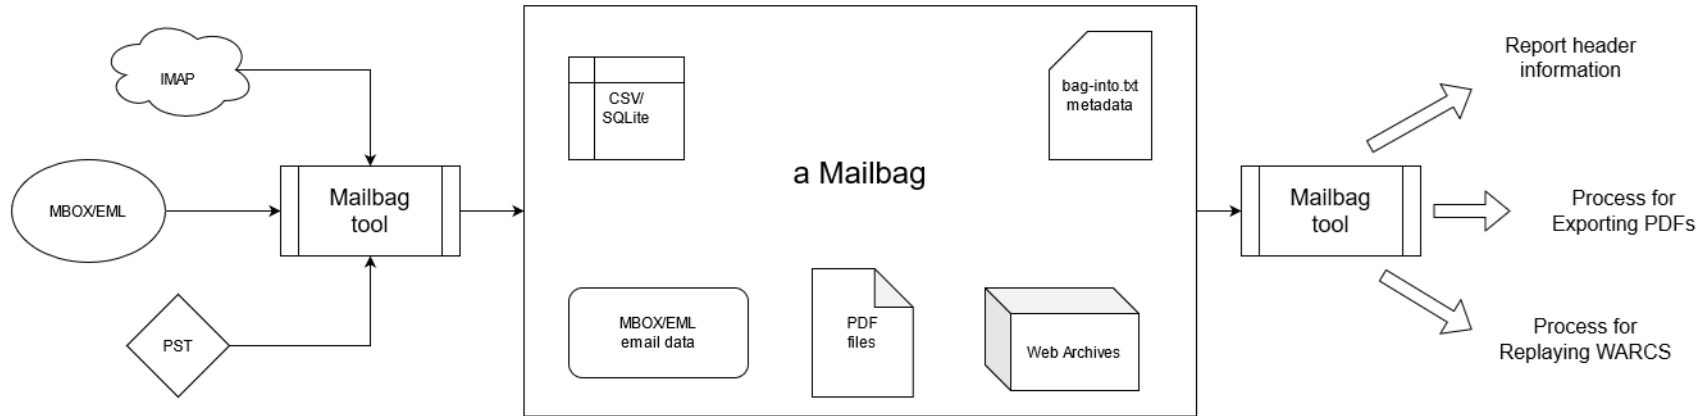 IMAP
MBOX/EML
PST
Mailbag
tool
CSV/
SQLite
bag-into.txt
metadata
a Mailbag
MBOX/EML
email data
PDF
files
Web Archives
Mailbag
tool
Report header
information
Process for
Exporting PDFs
Process for
Replaying WARCS